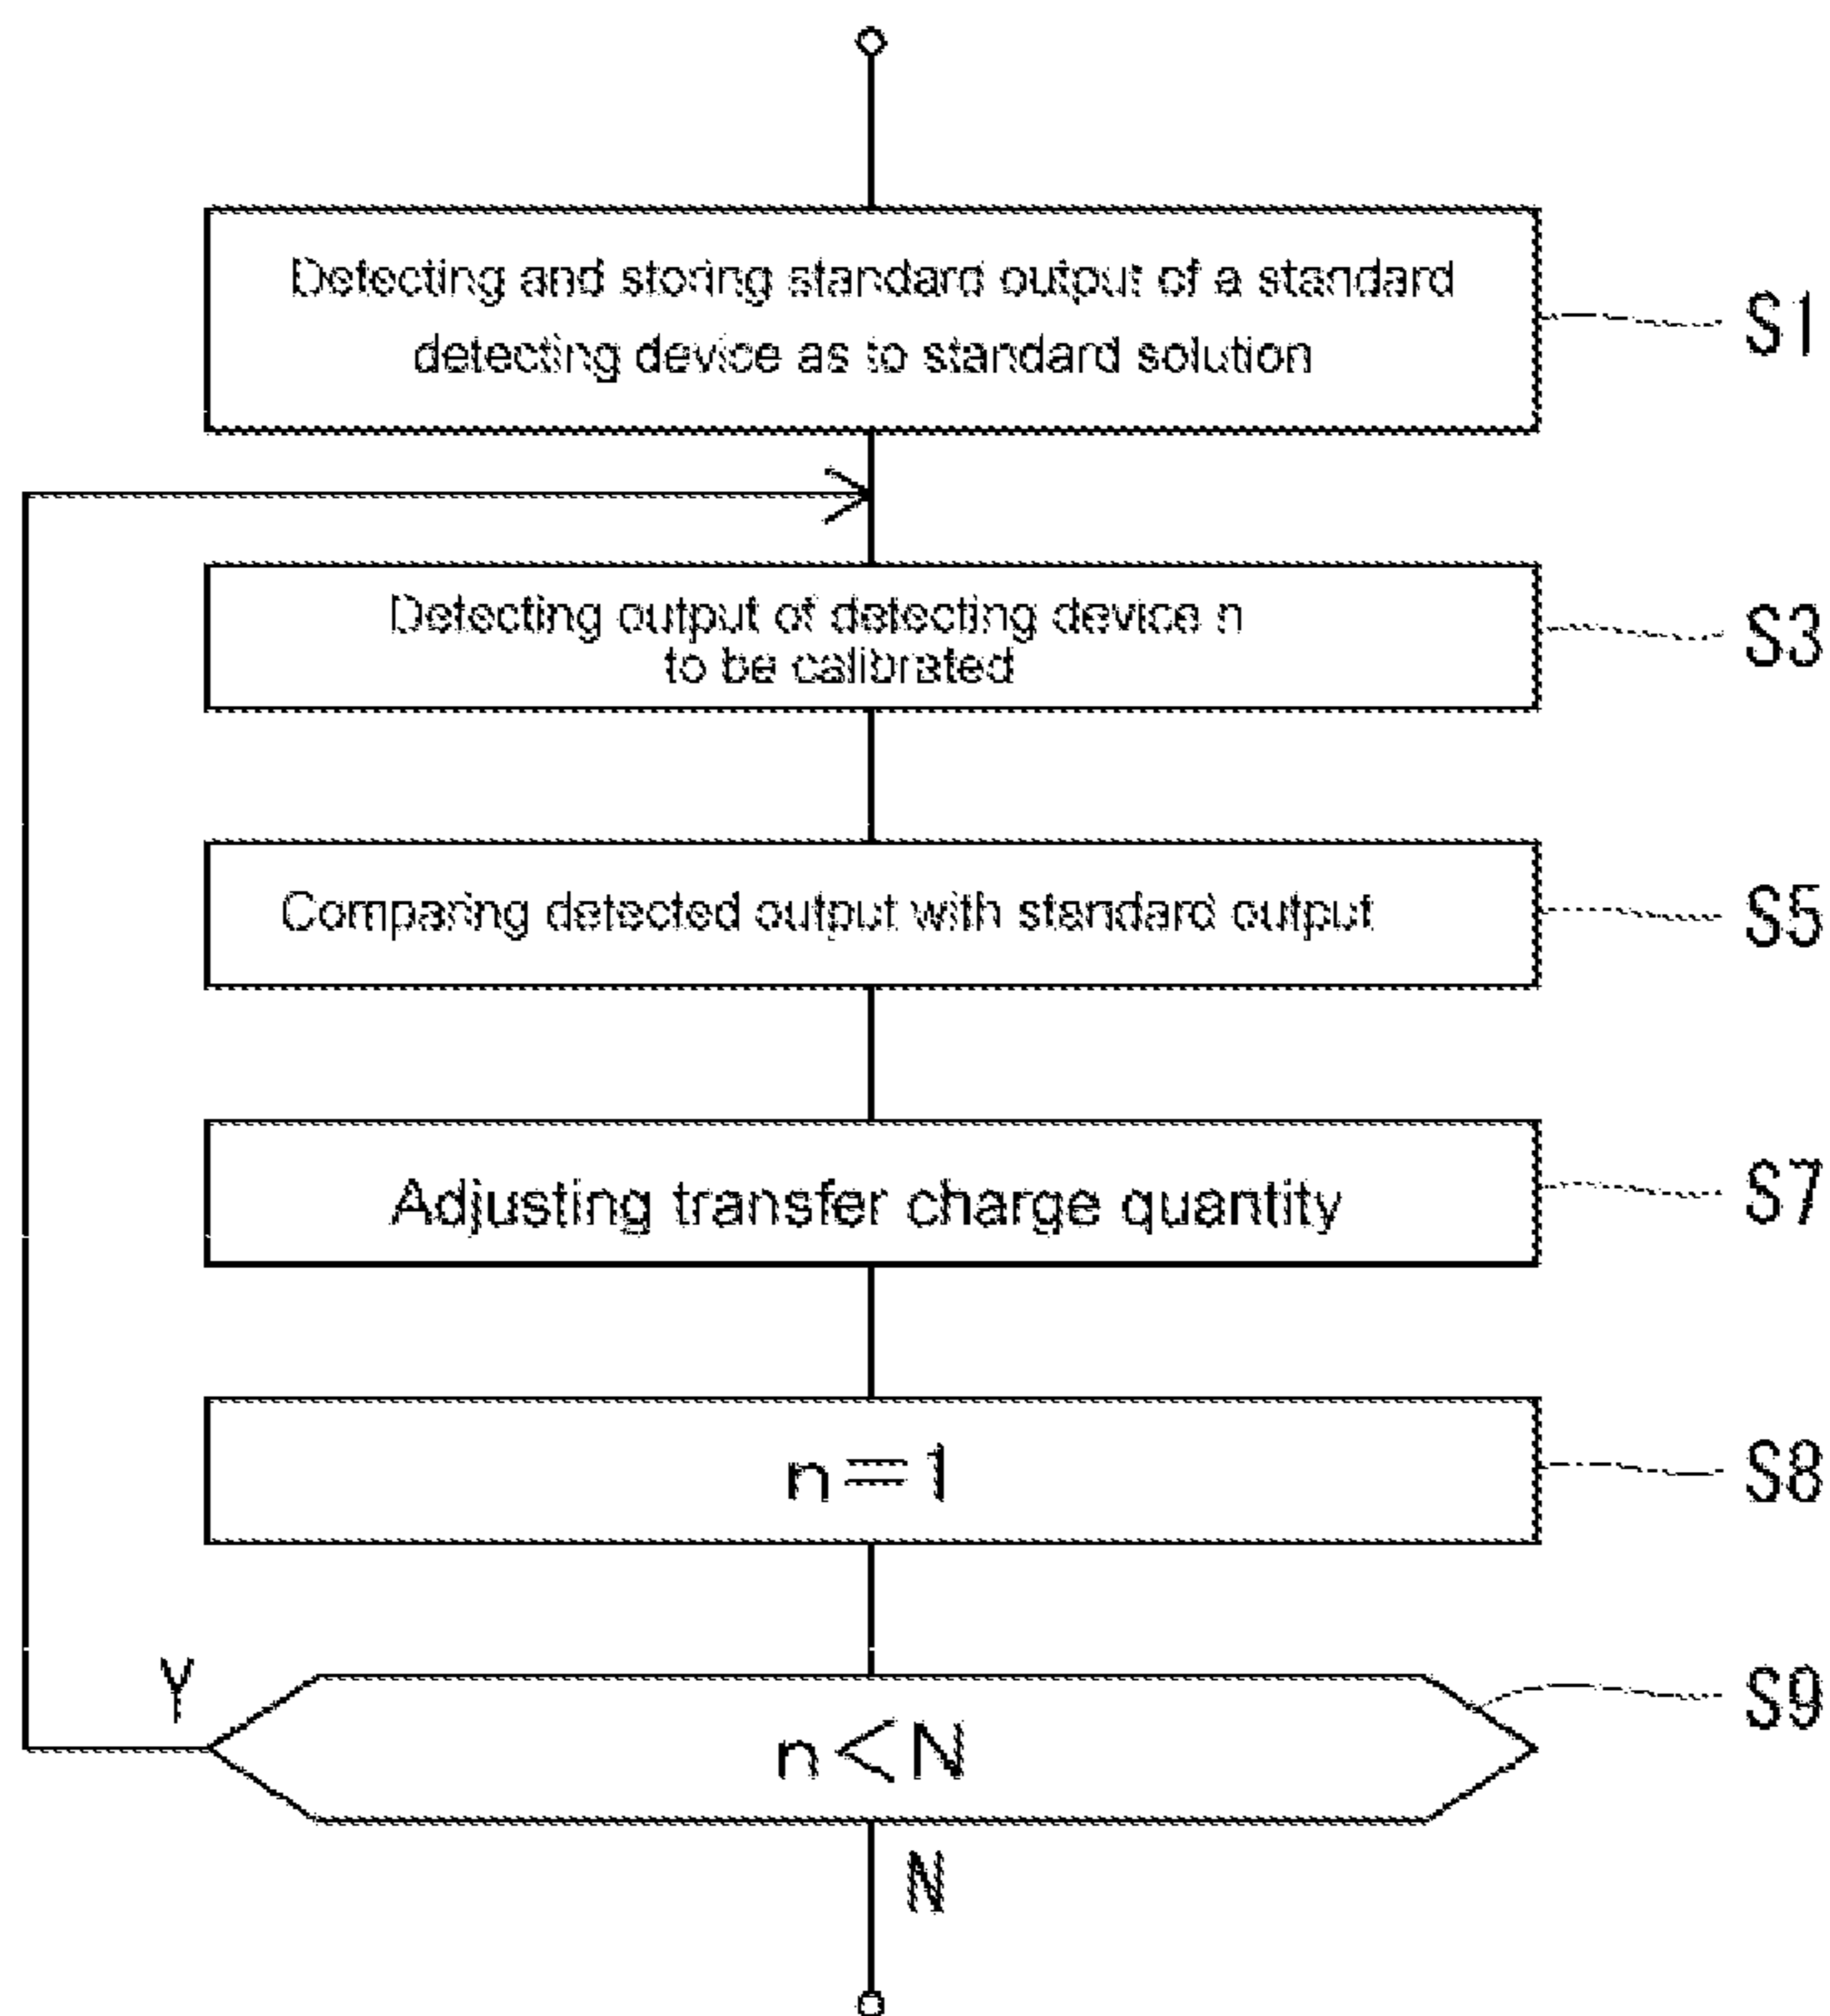 Detecting and storing standard output of a standard
detecting device as to standard solution
S1
Detecting output of detecting device n
to be calibrated
S3
Comparing detected output with standard output
S5
Adjusting transfer charge quantity
S7
n=1
S8
Y
n<N
S9
N